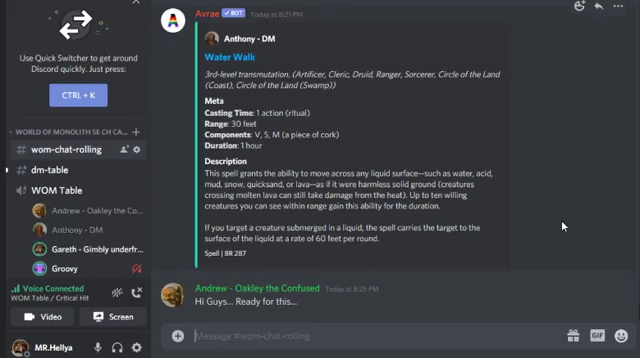 Use Quick Switcher to get around
Discord quickly. Just press:
CTRL + K
WORLD OF MONOLITH SE CH CA...
# wom-chat-rolling
# dm-table
WOM Table
Andrew - Oakley the Co...
Anthony - DM
Gareth - Gimbly underfr...
Groovy
Voice Connected
WOM Table / Critical Hit
Video
Screen
MR.Hellya
Avrae BOT Today at 8:21 PM
Anthony - DM
Water Walk
3rd-level transmutation. (Artificer, Cleric, Druid, Ranger, Sorcerer, Circle of the Land
(Coast), Circle of the Land (Swamp))
Meta
Casting Time: 1 action (ritual)
Range: 30 feet
Components: V, S, M (a piece of cork)
Duration: 1 hour
Description
This spell grants the ability to move across any liquid surface--such as water, acid,
mud, snow, quicksand, or lava--as if it were harmless solid ground (creatures
crossing molten lava can still take damage from the heat). Up to ten willing
creatures you can see within range gain this ability for the duration.
If you target a creature submerged in a liquid, the spell carries the target to the
surface of the liquid at a rate of 60 feet per round.
Spell | BR 287
Andrew - Oakley the Confused Today at 8:25 PM
Hi Guys... Ready for this...
Message #wom-chat-rolling
GIF